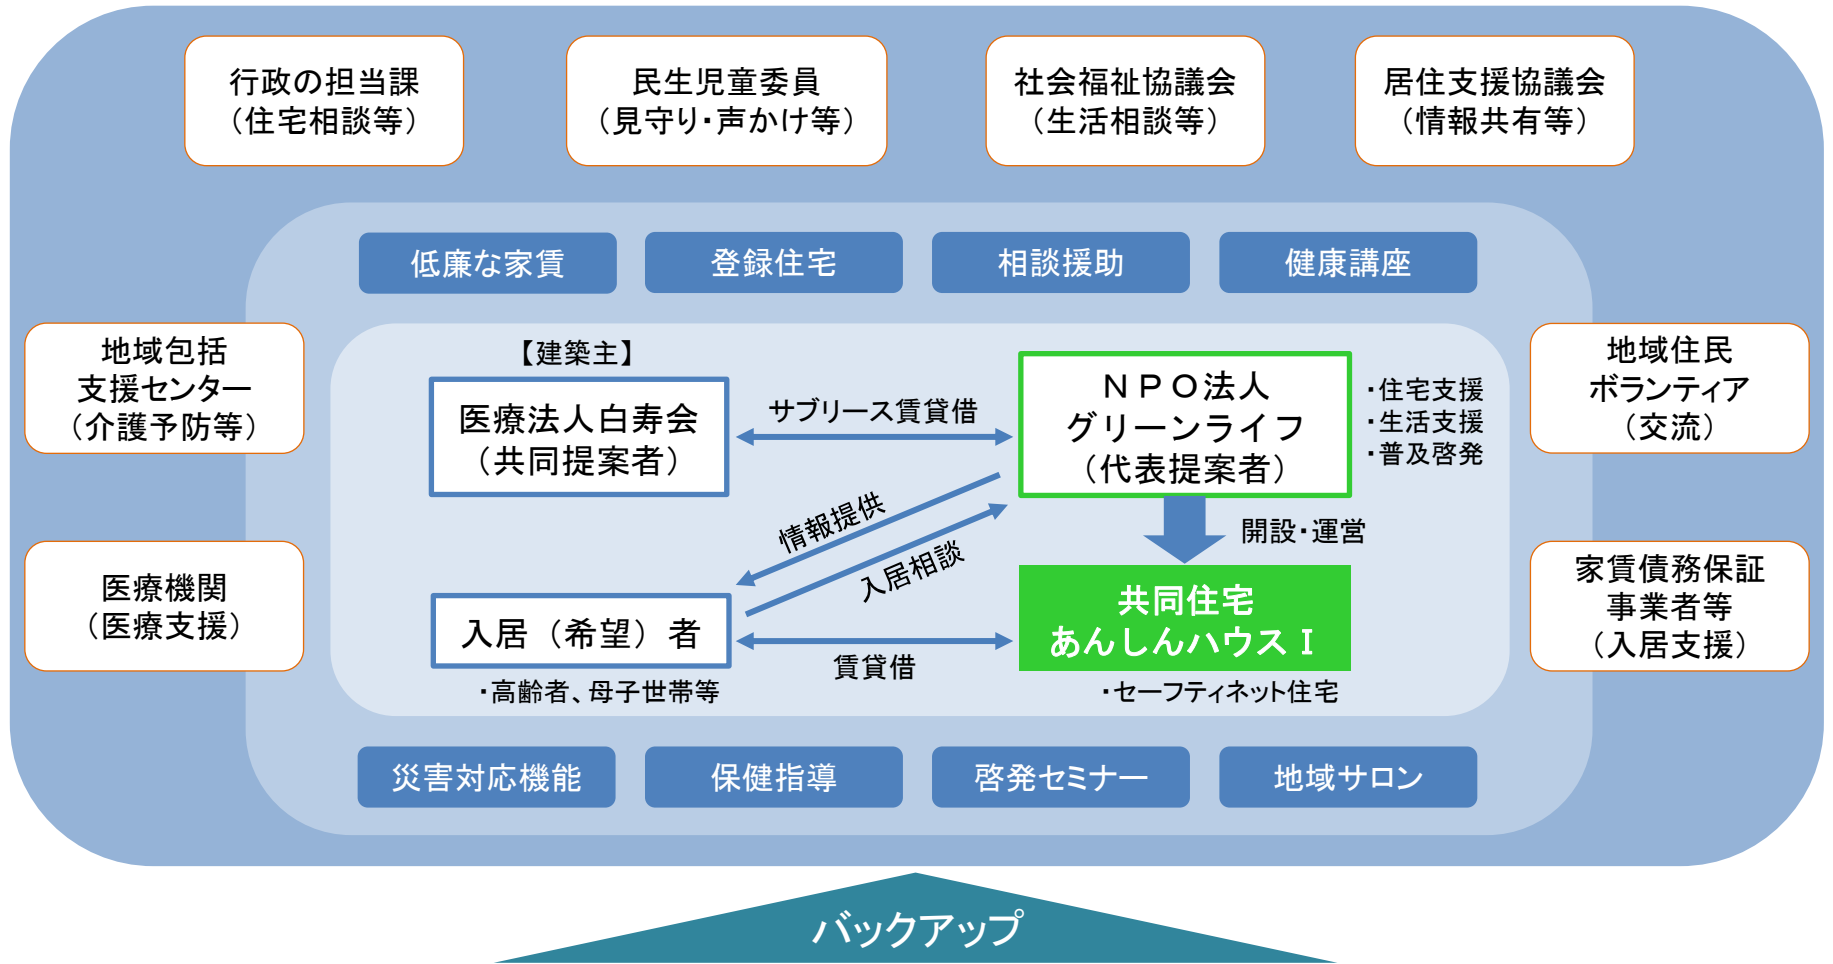 行政の担当課
（住宅相談等）
民生児童委員
（見守り・声かけ等）
社会福祉協議会
（生活相談等）
居住支援協議会
（情報共有等）
低廉な家賃
登録住宅
相談援助
健康講座
地域包括
支援センター
（介護予防等）
医療機関
（医療支援）
【建築主】
医療法人白寿会
（共同提案者）
サブリース賃貸借
ＮＰＯ法人
グリーンライフ
（代表提案者）
・住宅支援
・生活支援
・普及啓発
情報提供
入居相談
開設・運営
入居（希望）者
・高齢者、母子世帯等
賃貸借
共同住宅
あんしんハウスⅠ
・セーフティネット住宅
地域住民
ボランティア
（交流）
家賃債務保証
事業者等
（入居支援）
災害対応機能
保健指導
啓発セミナー
地域サロン
バックアップ